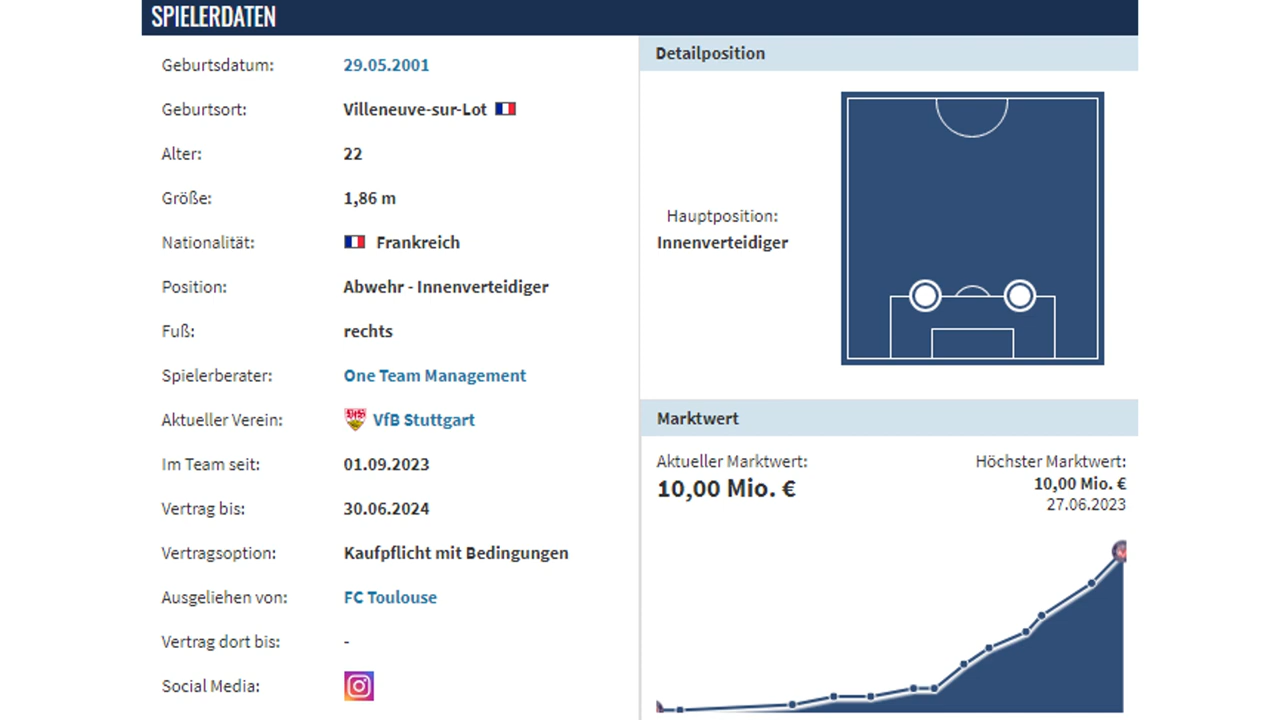 SPIELERDATEN
Geburtsdatum: 29.05.2001
Geburtsort: Villeneuve-sur-Lot
Alter: 22
Größe: 1,86 m
Nationalität: Frankreich
Position: Abwehr - Innenverteidiger
Fuß: rechts
Spielerberater: One Team Management
Aktueller Verein: VfB Stuttgart
Im Team seit: 01.09.2023
Vertrag bis: 30.06.2024
Vertragsoption: Kaufpflicht mit Bedingungen
Ausgeliehen von: FC Toulouse
Vertrag dort bis: -
Social Media:
Detailposition
Hauptposition:
Innenverteidiger
Marktwert
Aktueller Marktwert:
10,00 Mio. €
Höchster Marktwert:
10,00 Mio. €
27.06.2023